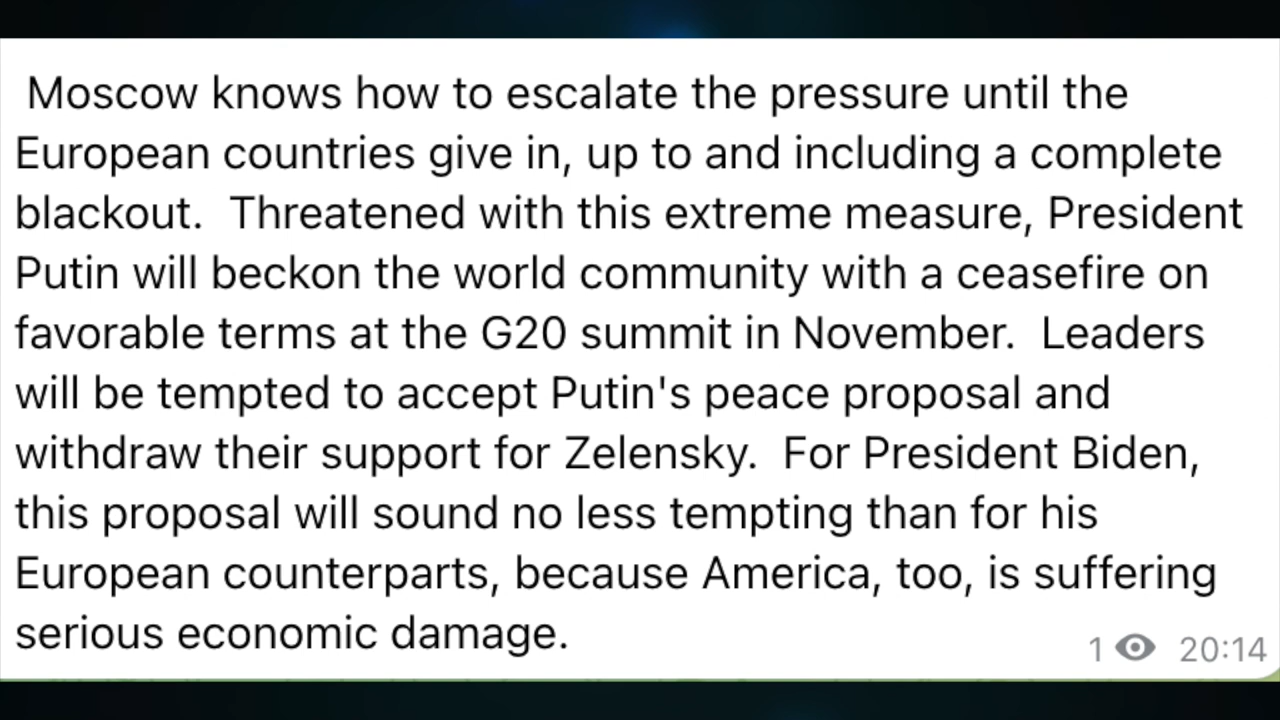 Moscow knows how to escalate the pressure until the
European countries give in, up to and including a complete
blackout.  Threatened with this extreme measure, President
Putin will beckon the world community with a ceasefire on
favorable terms at the G20 summit in November.  Leaders
will be tempted to accept Putin's peace proposal and
withdraw their support for Zelensky.  For President Biden,
this proposal will sound no less tempting than for his
European counterparts, because America, too, is suffering
serious economic damage.
1 20:14